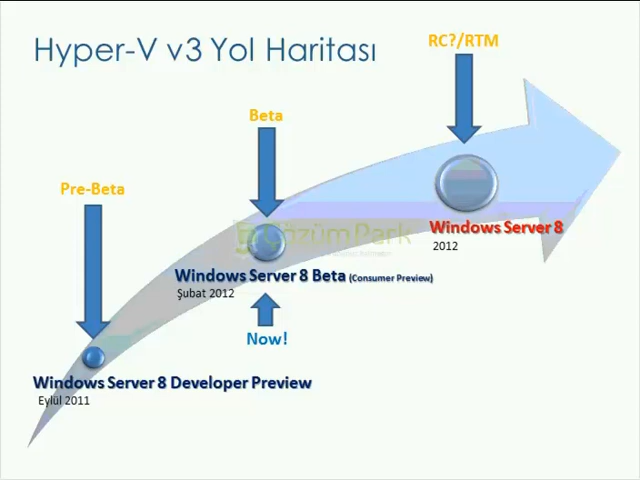 Hyper-V v3 Yol Haritası
RC?/RTM
Beta
Pre-Beta
Windows Server 8
2012
ÇözümPark
Windows Server 8 Beta (Consumer Preview)
Şubat 2012
Now!
Windows Server 8 Developer Preview
Eylül 2011